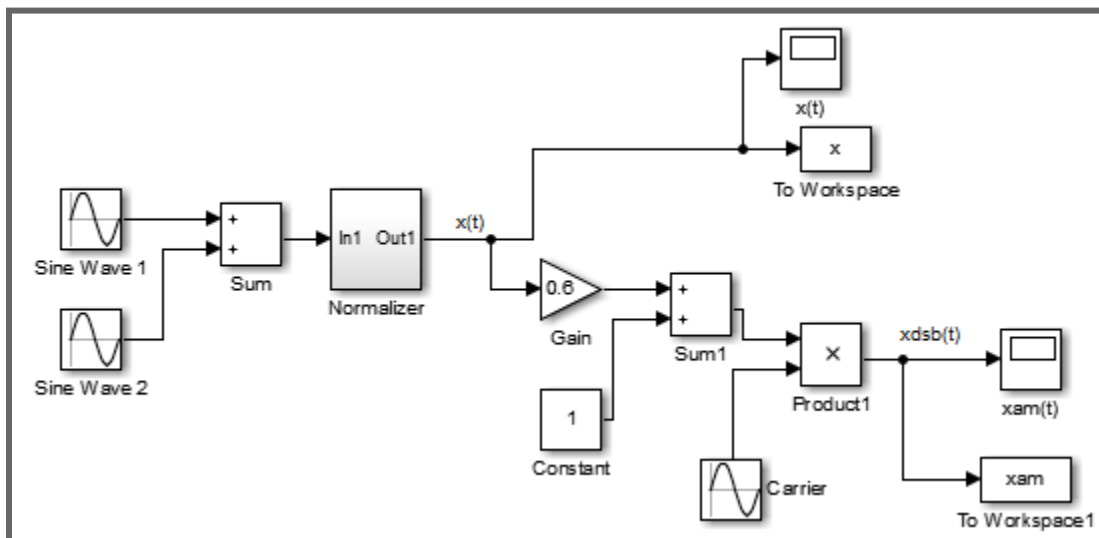 x(t)
x
To Workspace
Sine Wave 1
+
+
Sum
In1 Out1
Normalizer
x(t)
Sine Wave 2
0.6
Gain
+
+
Sum1
1
Constant
×
Product1
Carrier
xdsb(t)
xam(t)
xam
To Workspace1